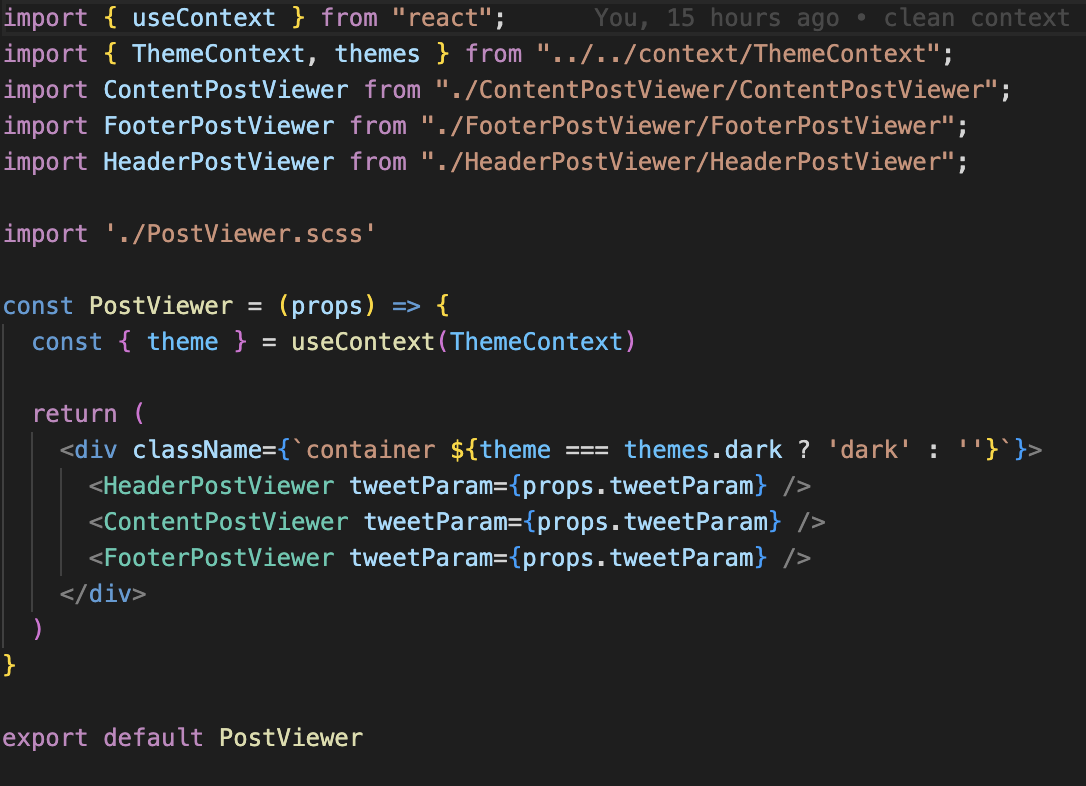 import { useContext } from "react"; You, 15 hours ago • clean context
import { ThemeContext, themes } from "../../context/ThemeContext";
import ContentPostViewer from "./ContentPostViewer/ContentPostViewer";
import FooterPostViewer from "./FooterPostViewer/FooterPostViewer";
import HeaderPostViewer from "./HeaderPostViewer/HeaderPostViewer";

import './PostViewer.scss'

const PostViewer = (props) => {
  const { theme } = useContext(ThemeContext)

  return (
    <div className={`container ${theme === themes.dark ? 'dark' : ''}`}>
      <HeaderPostViewer tweetParam={props.tweetParam} />
      <ContentPostViewer tweetParam={props.tweetParam} />
      <FooterPostViewer tweetParam={props.tweetParam} />
    </div>
  )
}

export default PostViewer